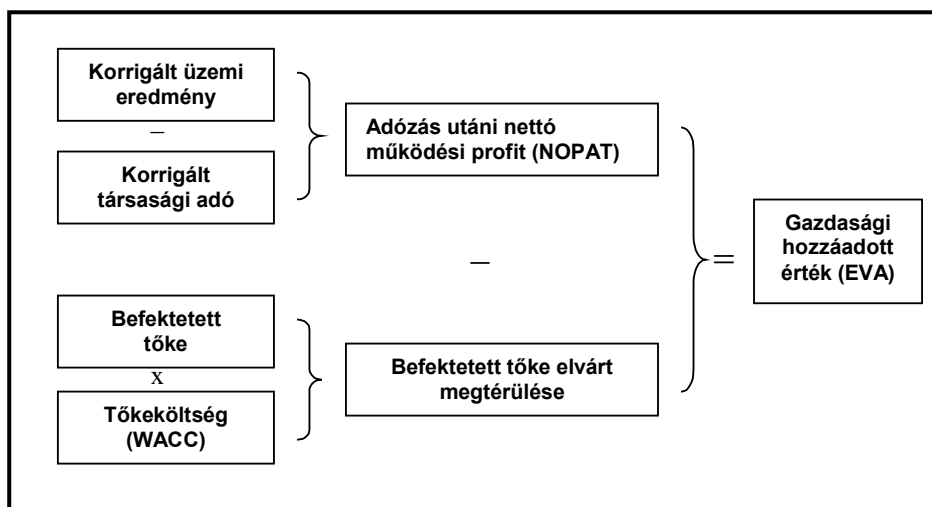 Korrigált üzemi
eredmény
–
Korrigált
társasági adó
Adózás utáni nettó
működési profit (NOPAT)
–
Befektetett
tőke
x
Tőkeköltség
(WACC)
Befektetett tőke elvárt
megtérülése
=
Gazdasági
hozzáadott
érték (EVA)